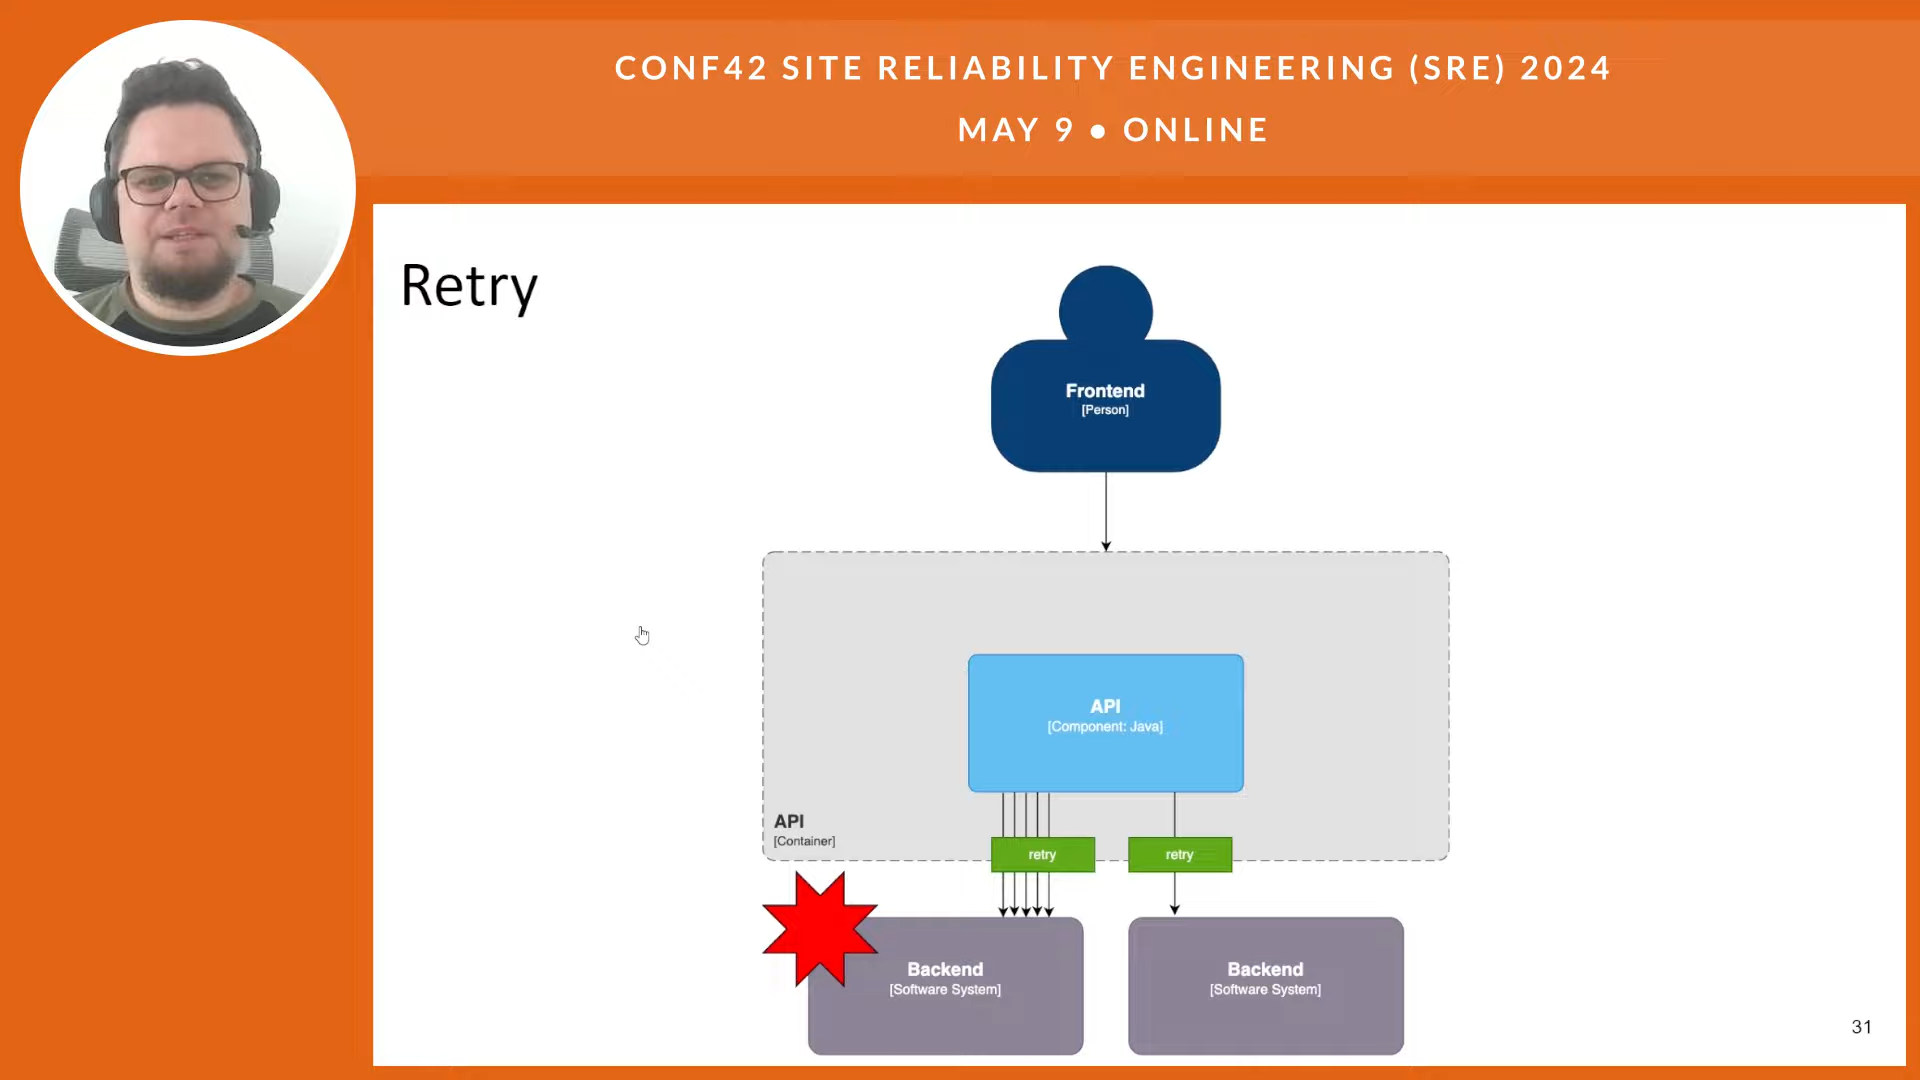 CONF42 SITE RELIABILITY ENGINEERING (SRE) 2024
MAY 9 ● ONLINE
Retry
Frontend
[Person]
API
[Component: Java]
API
[Container]
retry
retry
Backend
[Software System]
Backend
[Software System]
31